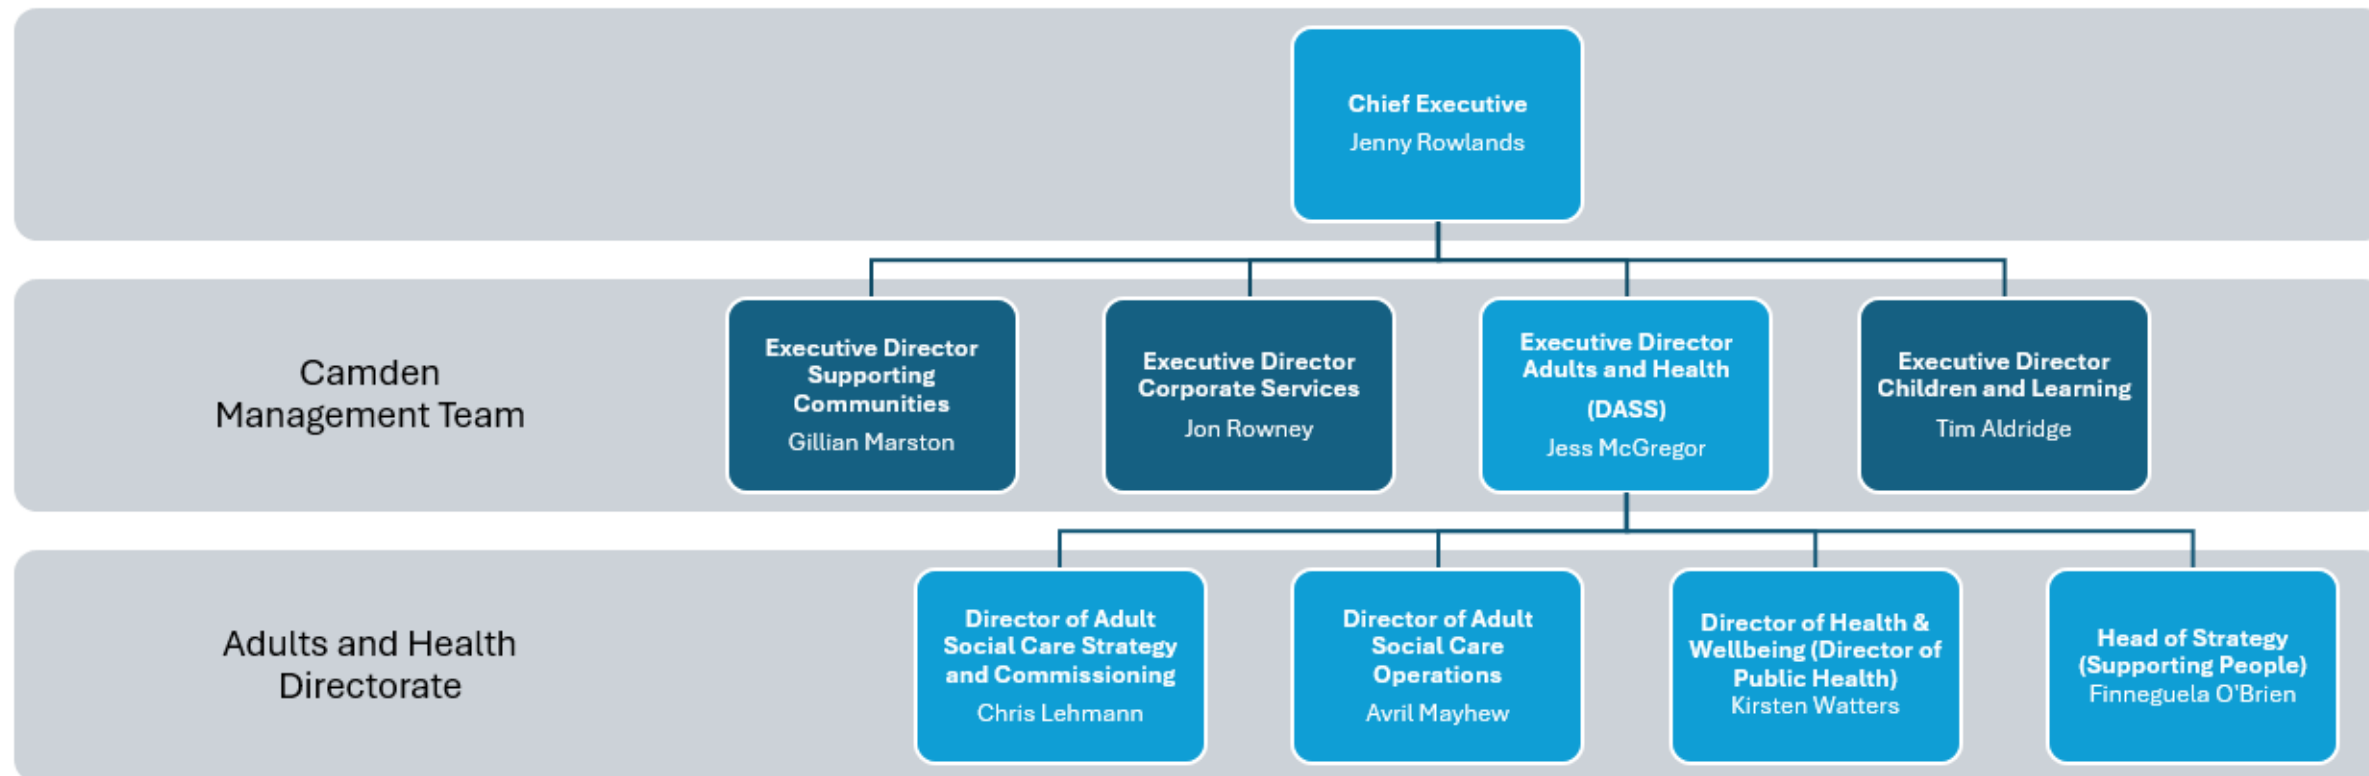 Chief Executive
Jenny Rowlands
Camden
Management Team
Executive Director
Supporting
Communities
Gillian Marston
Executive Director
Corporate Services
Jon Rowney
Executive Director
Adults and Health
(DASS)
Jess McGregor
Executive Director
Children and Learning
Tim Aldridge
Adults and Health
Directorate
Director of Adult
Social Care Strategy
and Commissioning
Chris Lehmann
Director of Adult
Social Care
Operations
Avril Mayhew
Director of Health &
Wellbeing (Director of
Public Health)
Kirsten Watters
Head of Strategy
(Supporting People)
Finneguela O'Brien